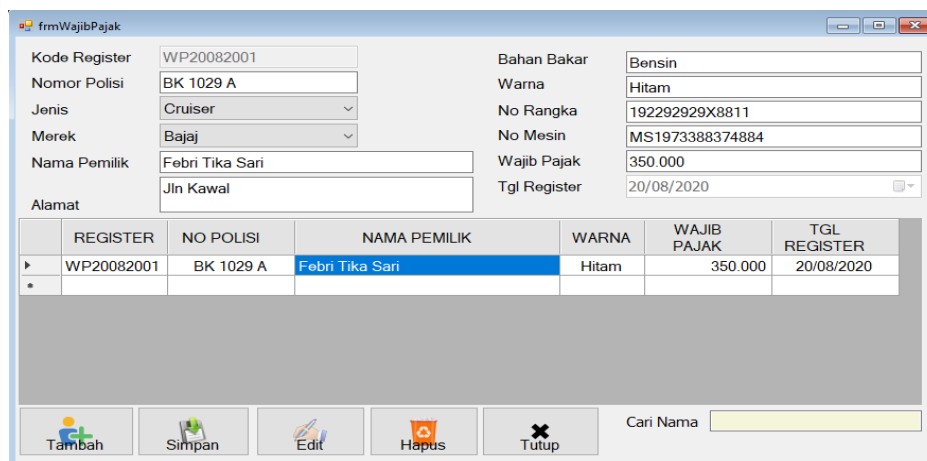 frmWajibPajak
Kode Register WP20082001
Nomor Polisi BK 1029 A
Jenis Cruiser
Merek Bajaj
Nama Pemilik Febri Tika Sari
Alamat Jln Kawal
Bahan Bakar Bensin
Warna Hitam
No Rangka 192292929X8811
No Mesin MS1973388374884
Wajib Pajak 350.000
Tgl Register 20/08/2020
REGISTER NO POLISI NAMA PEMILIK WARNA WAJIB PAJAK TGL REGISTER
WP20082001 BK 1029 A Febri Tika Sari Hitam 350.000 20/08/2020
Tambah Simpan Edit Hapus Tutup Cari Nama